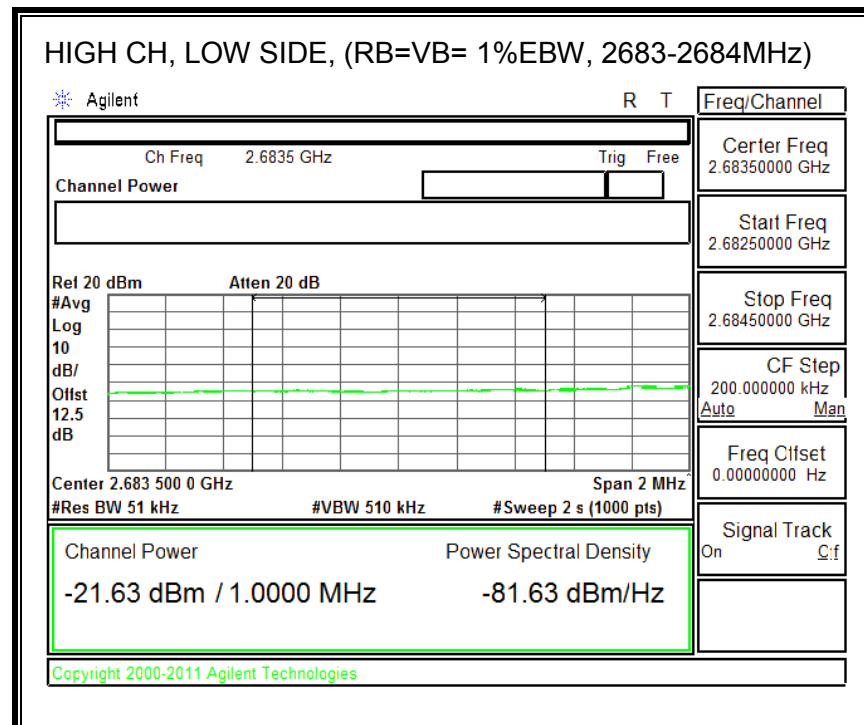 HIGH CH, LOW SIDE, (RB=VB= 1%EBW, 2683-2684MHz)
Agilent R T
Ch Freq 2.6835 GHz Trig Free
Channel Power
Ref 20 dBm Atten 20 dB
#Avg
Log
10
dB/
Offst
12.5
dB
Center 2.683 500 0 GHz Span 2 MHz
#Res BW 51 kHz #VBW 510 kHz #Sweep 2 s (1000 pts)
Channel Power Power Spectral Density
-21.63 dBm / 1.0000 MHz -81.63 dBm/Hz
Copyright 2000-2011 Agilent Technologies
Freq/Channel
Center Freq
2.68350000 GHz
Start Freq
2.68250000 GHz
Stop Freq
2.68450000 GHz
CF Step
200.000000 kHz
Auto Man
Freq Offset
0.00000000 Hz
Signal Track
On Off